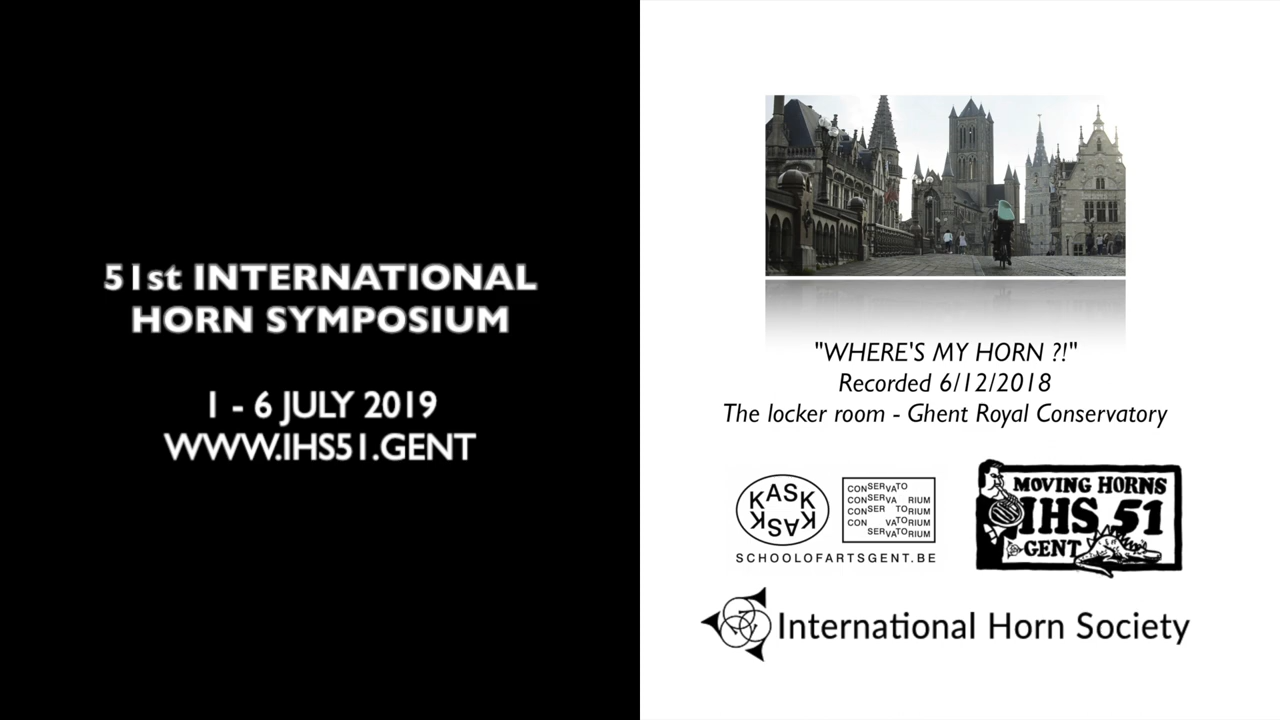 51st INTERNATIONAL
HORN SYMPOSIUM
1 - 6 JULY 2019
WWW.IHS51.GENT
"WHERE'S MY HORN ?!"
Recorded 6/12/2018
The locker room - Ghent Royal Conservatory
KASK
KASK
CONSERVATO
CONSERVA RIUM
CONSER TORIUM
CON VATORIUM
SERVATORIUM
SCHOOLOFARTSGENT.BE
MOVING HORNS
IHS 51
GENT
International Horn Society